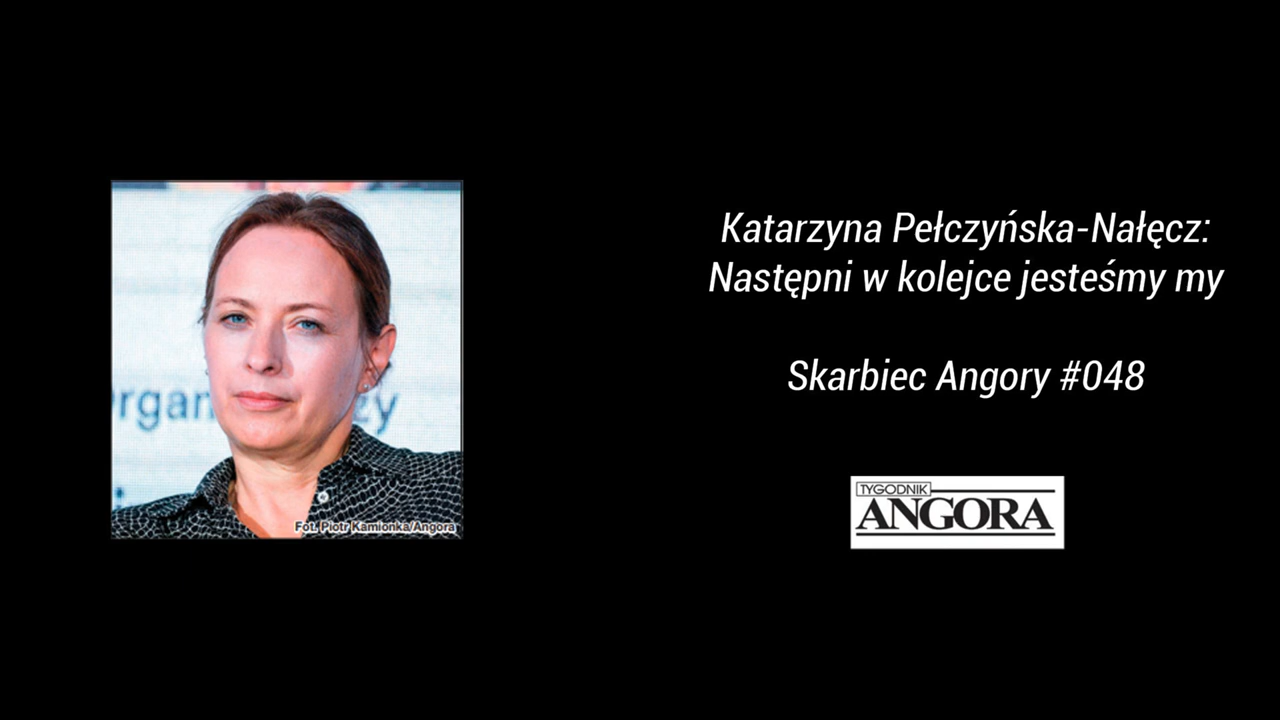 Katarzyna Pełczyńska-Nałęcz:
Następni w kolejce jesteśmy my
Skarbiec Angory #048
TYGODNIK
ANGORA
Fot. Piotr Kamionka/Angora